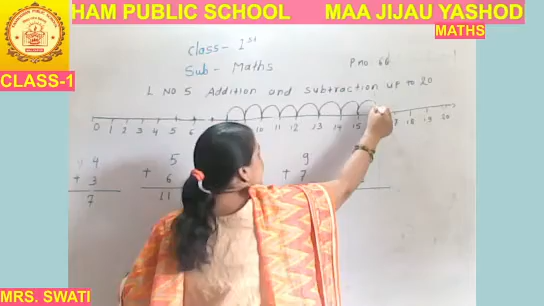 HAM PUBLIC SCHOOL MAA JIJAU YASHOD
MATHS
CLASS-1
Class- 1st
Sub- Maths
P no 66
L NO 5 Addition and subtraction up to 20
0 1 2 3 4 5 6 10 11 12 13 14 15 17 18 19 20
4 5 9
+ 3 + 6 + 7
7 11
MRS. SWATI